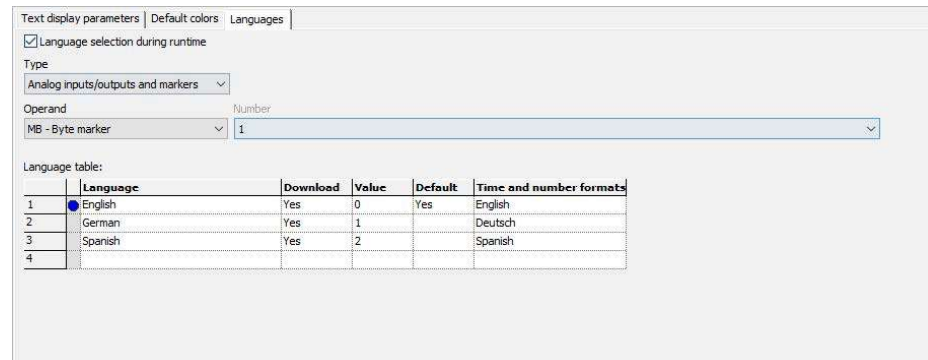 Text display parameters Default colors Languages
Language selection during runtime
Type
Analog inputs/outputs and markers
Operand Number
MB - Byte marker 1
Language table:
Language Download Value Default Time and number formats
1 English Yes 0 Yes English
2 German Yes 1 Deutsch
3 Spanish Yes 2 Spanish
4